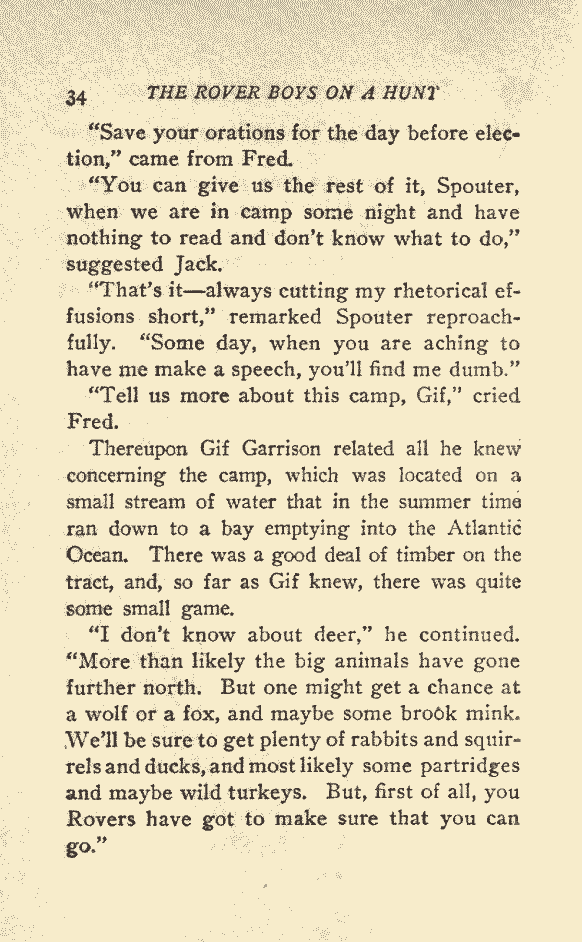 34 THE ROVER BOYS ON A HUNT
“Save your orations for the day before elec-
tion,” came from Fred.
“You can give us the rest of it, Spouter,
when we are in camp some night and have
nothing to read and don’t know what to do,”
suggested Jack.
“That’s it—always cutting my rhetorical ef-
fusions short,” remarked Spouter reproach-
fully. “Some day, when you are aching to
have me make a speech, you’ll find me dumb.”
“Tell us more about this camp, Gif,” cried
Fred.
Thereupon Gif Garrison related all he knew
concerning the camp, which was located on a
small stream of water that in the summer time
ran down to a bay emptying into the Atlantic
Ocean. There was a good deal of timber on the
tract, and, so far as Gif knew, there was quite
some small game.
“I don’t know about deer,” he continued.
“More than likely the big animals have gone
further north. But one might get a chance at
a wolf or a fox, and maybe some brook mink.
We’ll be sure to get plenty of rabbits and squir-
rels and ducks, and most likely some partridges
and maybe wild turkeys. But, first of all, you
Rovers have got to make sure that you can
go.”